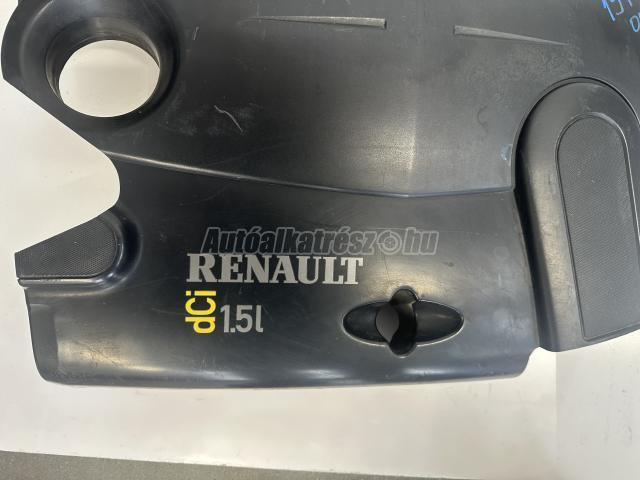 Autóalkatrész.hu
RENAULT
dCi
1.5l